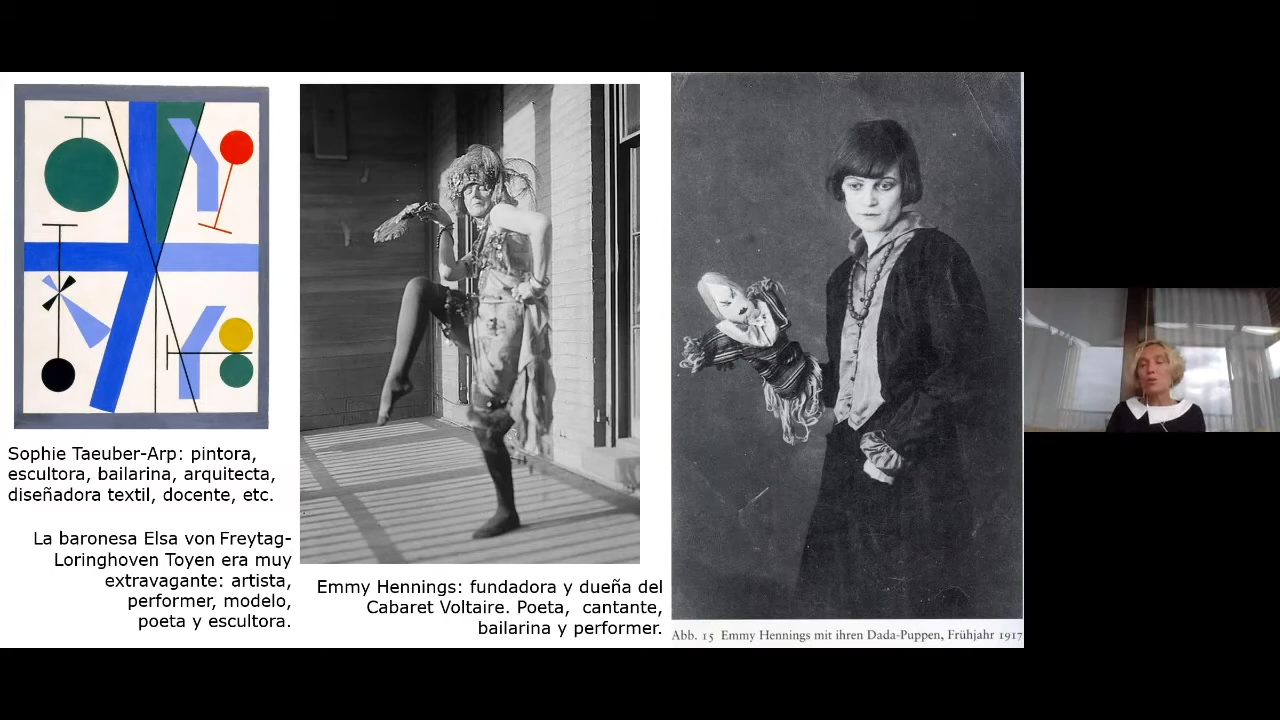 Sophie Taeuber-Arp: pintora,
escultora, bailarina, arquitecta,
diseñadora textil, docente, etc.
La baronesa Elsa von Freytag-
Loringhoven Toyen era muy
extravagante: artista,
performer, modelo,
poeta y escultora.
Emmy Hennings: fundadora y dueña del
Cabaret Voltaire. Poeta, cantante,
bailarina y performer.
Abb. 15 Emmy Hennings mit ihren Dada-Puppen, Frühjahr 1917